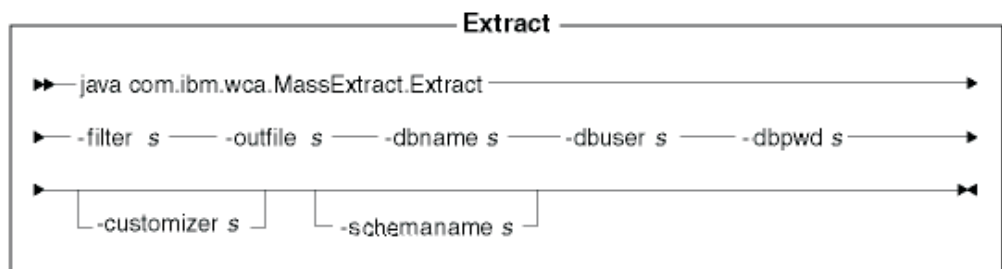 Extract
java com.ibm.wca.MassExtract.Extract
-filter s -outfile s -dbname s -dbuser s -dbpwd s
-customizer s -schemaname s